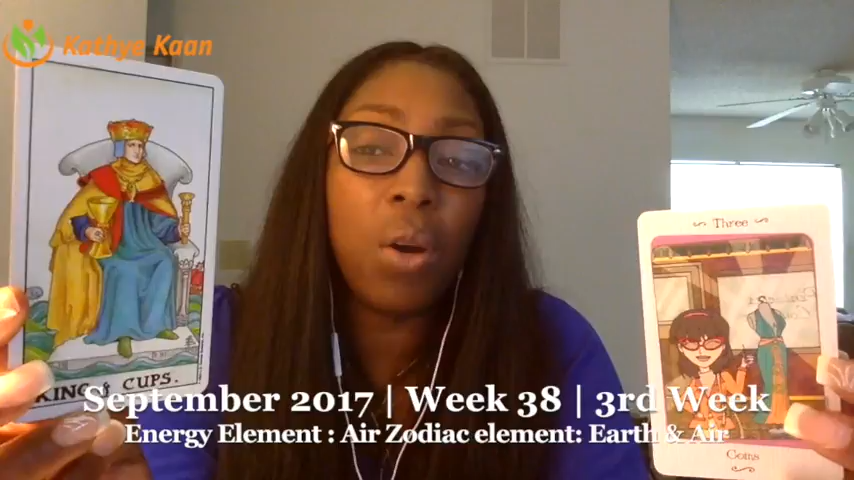 Kathye Kaan
KING of CUPS.
Three
Coins
September 2017 | Week 38 | 3rd Week
Energy Element : Air Zodiac element: Earth & Air